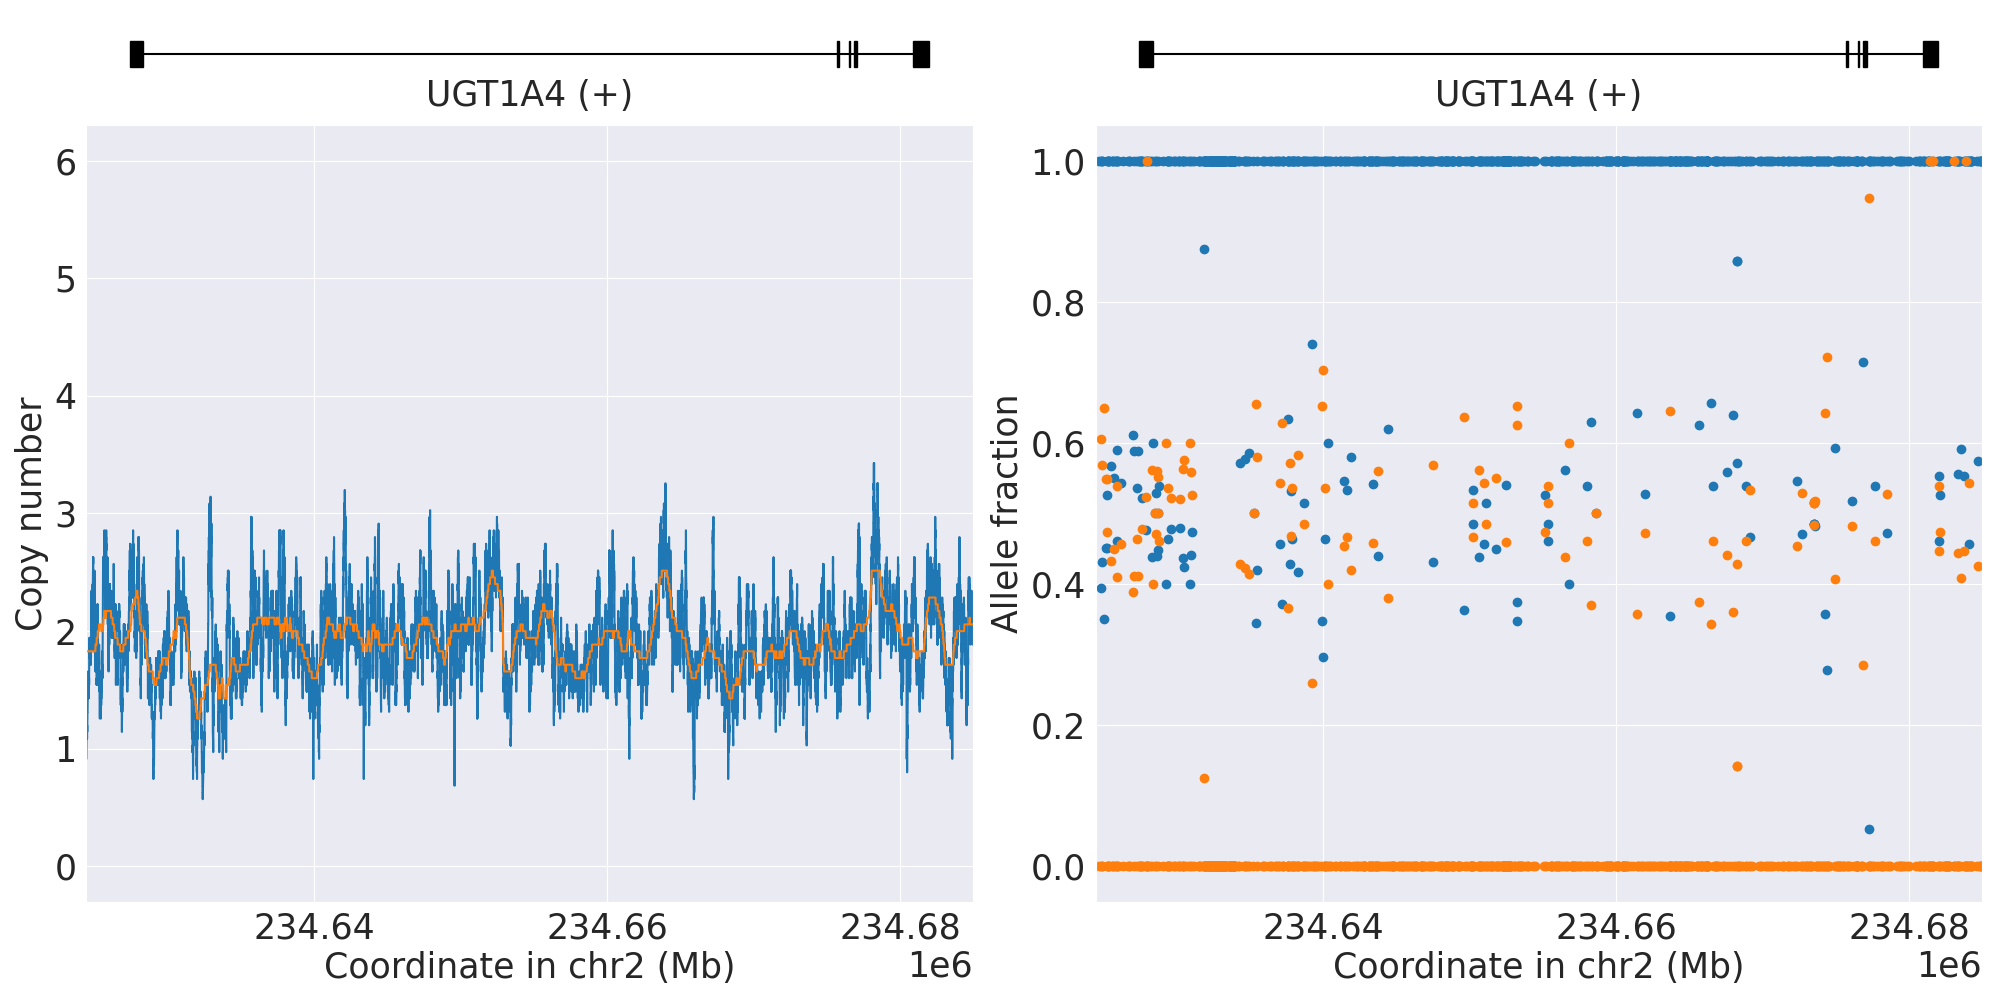 UGT1A4 (+)
6
5
4
3
2
1
0
Copy number
234.64 234.66 234.68
1e6
Coordinate in chr2 (Mb)
UGT1A4 (+)
1.0
0.8
0.6
0.4
0.2
0.0
Allele fraction
234.64 234.66 234.68
1e6
Coordinate in chr2 (Mb)